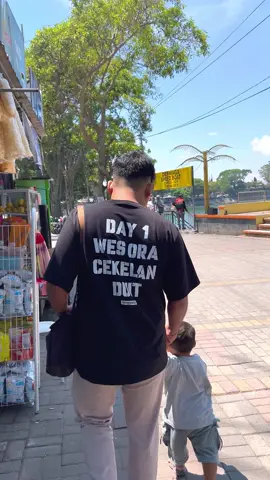 DAY 1
WES ORA
CEKELAN
DUIT